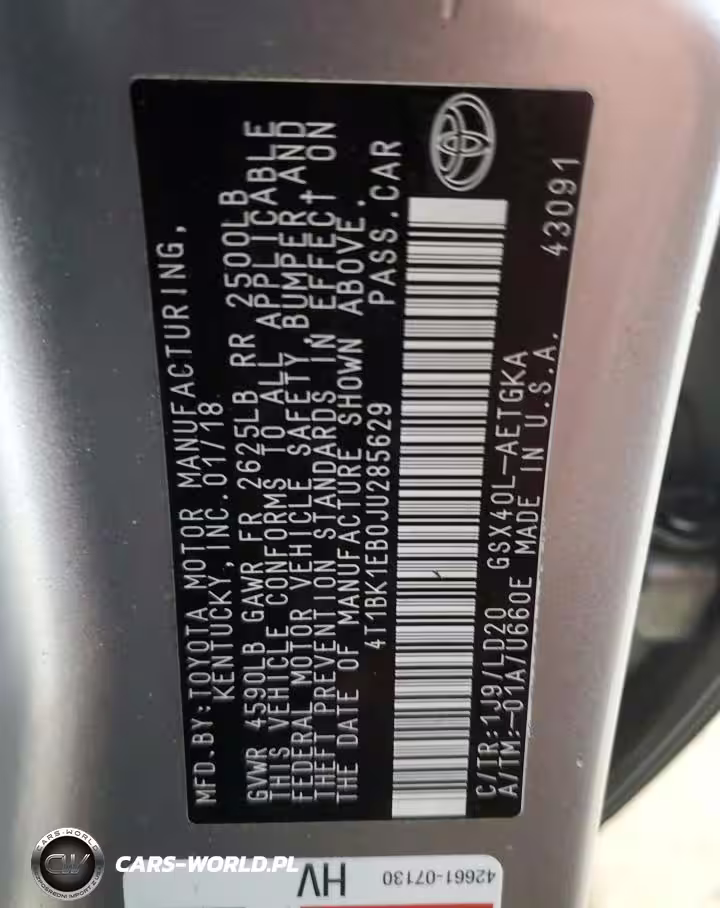 MFD.BY:TOYOTA MOTOR MANUFACTURING,
KENTUCKY, INC. 01/18
GVWR 4590LB GAWR FR 2625LB RR 2500LB
THIS VEHICLE CONFORMS TO ALL APPLICABLE
FEDERAL MOTOR VEHICLE SAFETY, BUMPER AND
THEFT PREVENTION STANDARDS IN EFFECT ON
THE DATE OF MANUFACTURE SHOWN ABOVE.
4T1BK1EB0JU285629 PASS.CAR
C/TR:1J9/LD20 GSX40L-AETGKA
A/TM:-01A/U660E MADE IN U.S.A. 43091
HV
42661-07130
CARS-WORLD
CW
CARS-WORLD.PL